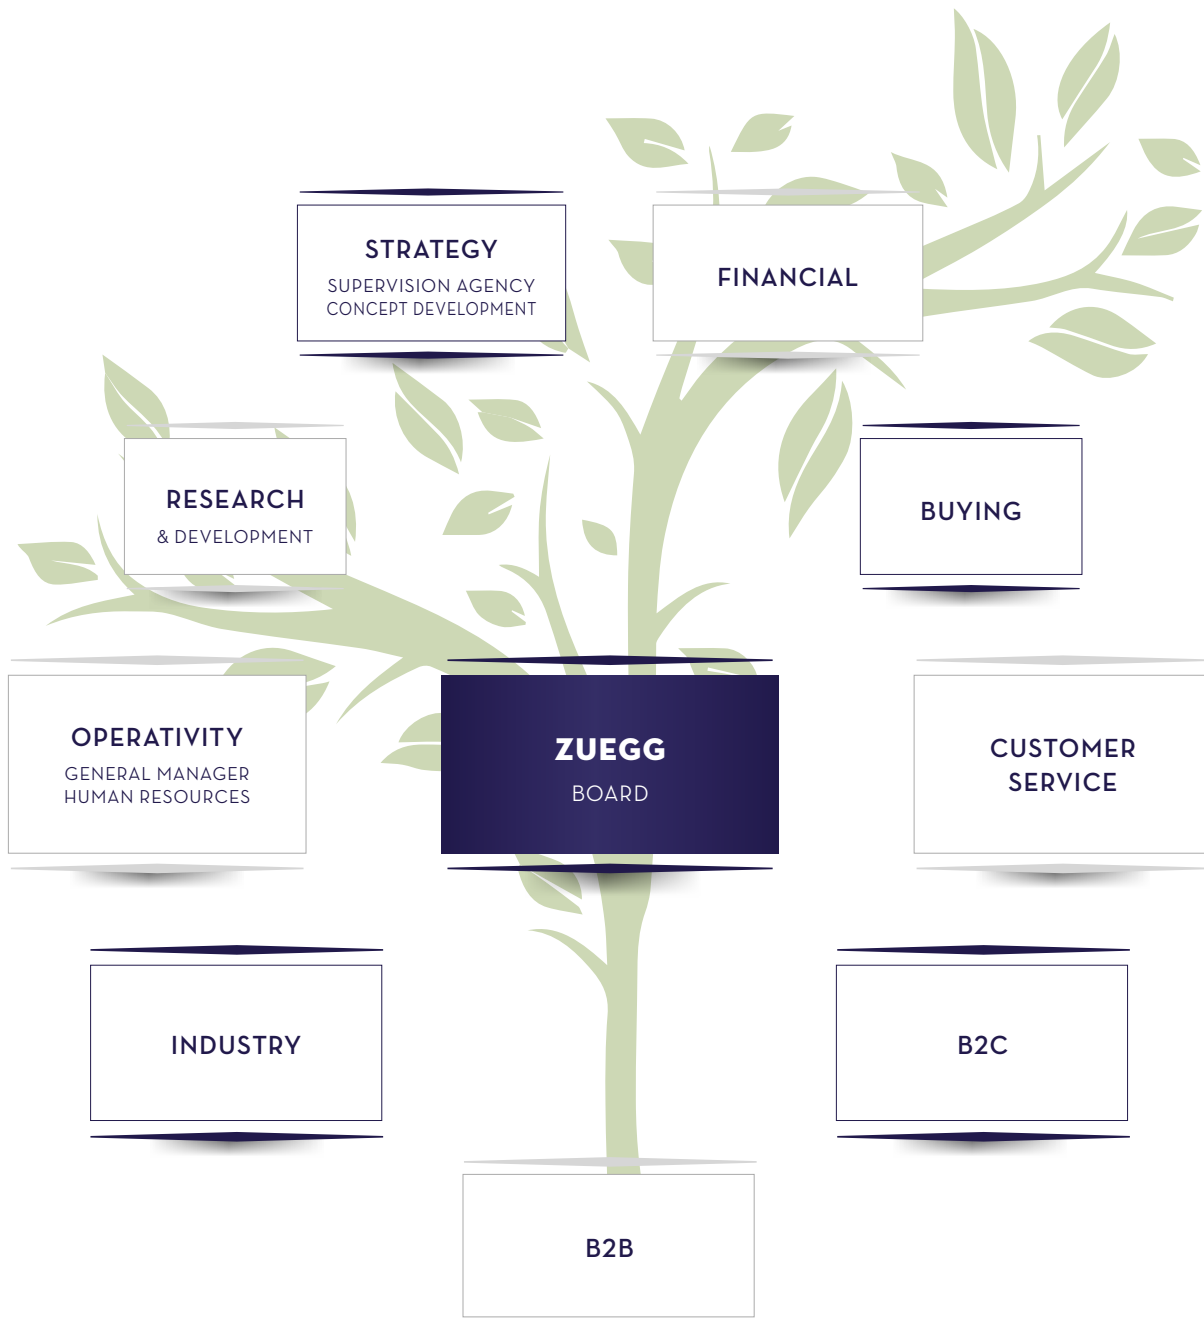 STRATEGY
SUPERVISION AGENCY
CONCEPT DEVELOPMENT
FINANCIAL
RESEARCH
& DEVELOPMENT
BUYING
OPERATIVITY
GENERAL MANAGER
HUMAN RESOURCES
ZUEGG
BOARD
CUSTOMER
SERVICE
INDUSTRY
B2C
B2B